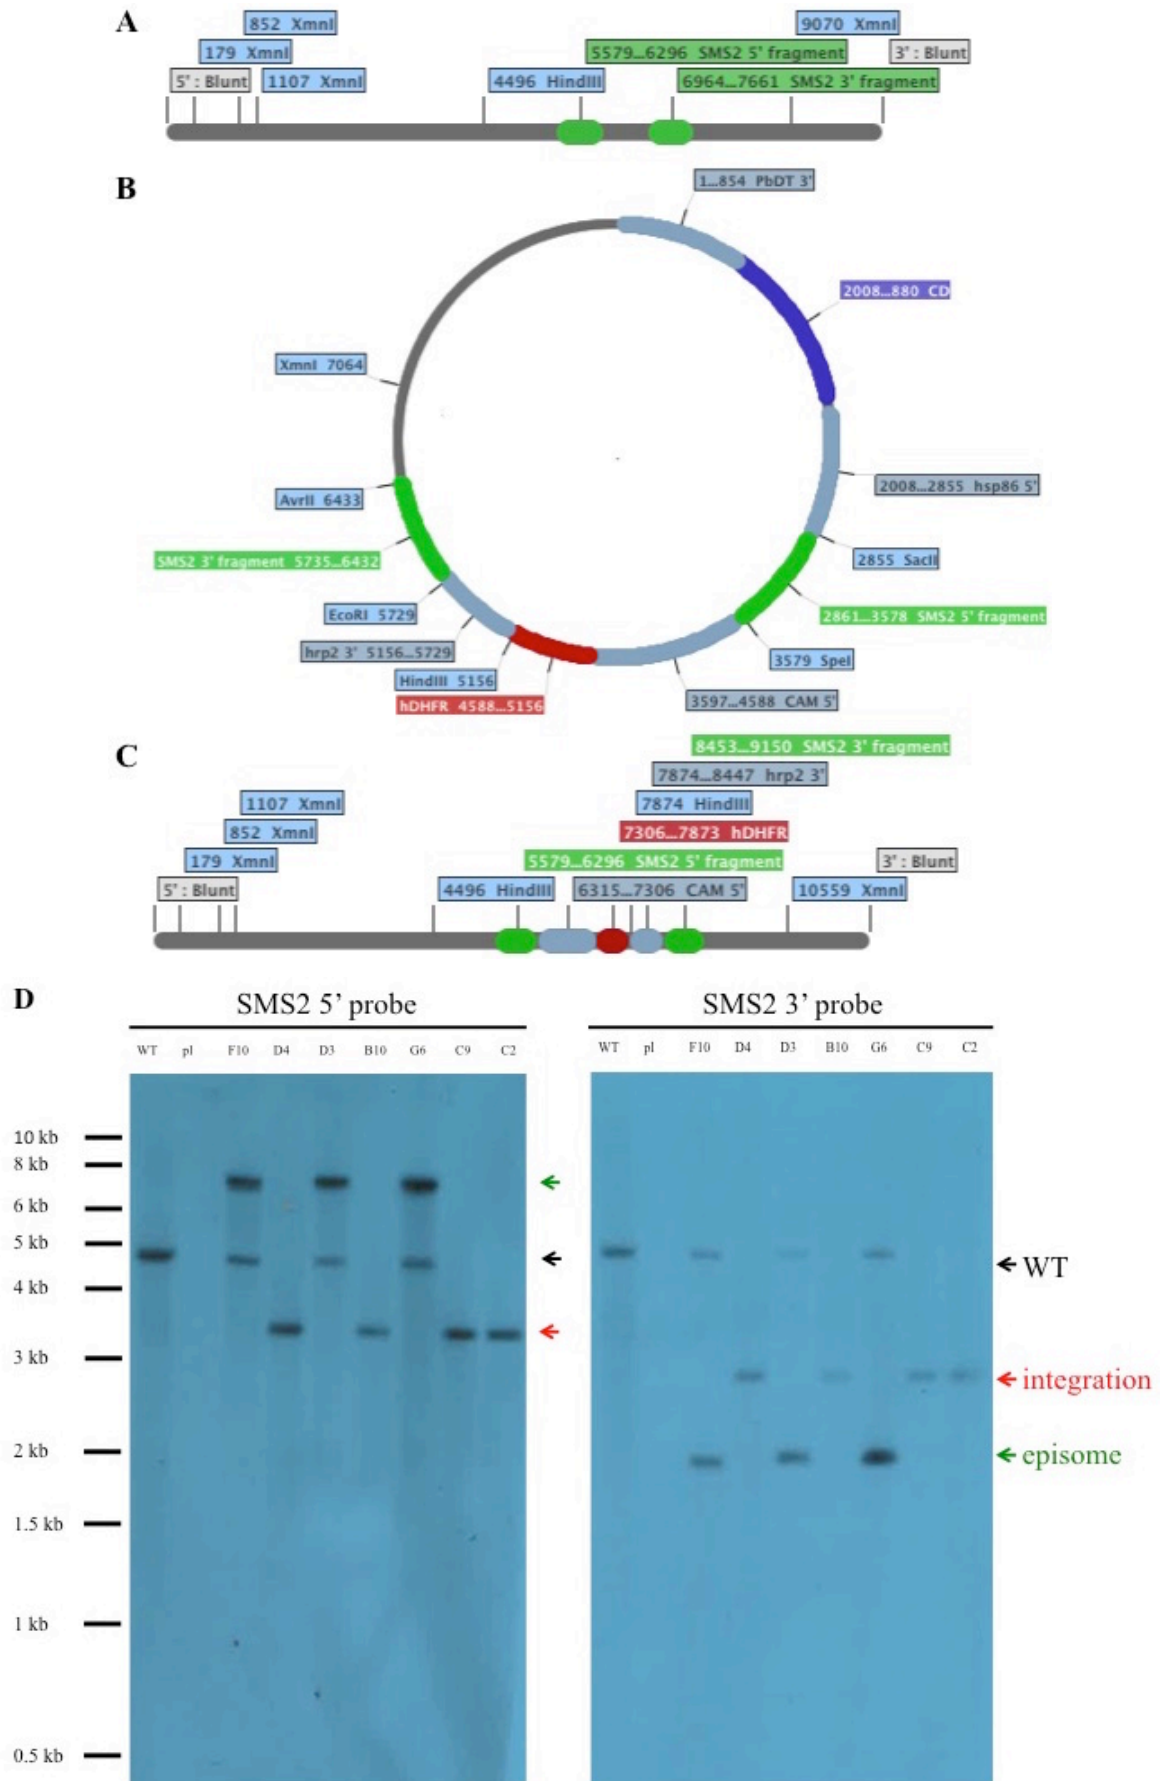 A
852 XmnI
9070 XmnI
179 XmnI
5579...6296 SMS2 5' fragment
3' : Blunt
5' : Blunt
1107 XmnI
4496 HindIII
6964...7661 SMS2 3' fragment
B
1...854 PbDT 3'
2008...880 CD
XmnI 7064
2008...2855 hsp86 5'
AvrII 6433
2855 SacII
SMS2 3' fragment 5735...6432
EcoRI 5729
2861...3578 SMS2 5' fragment
hrp2 3' 5156...5729
3579 SpeI
HindIII 5156
hDHFR 4588...5156
3597...4588 CAM 5'
C
8453...9150 SMS2 3' fragment
7874...8447 hrp2 3'
1107 XmnI
7874 HindIII
852 XmnI
7306...7873 hDHFR
179 XmnI
5579...6296 SMS2 5' fragment
3' : Blunt
5' : Blunt
4496 HindIII
6315...7306 CAM 5'
10559 XmnI
D
SMS2 5' probe
SMS2 3' probe
WT pl F10 D4 D3 B10 G6 C9 C2
WT pl F10 D4 D3 B10 G6 C9 C2
10 kb
8 kb
6 kb
5 kb
WT
4 kb
3 kb
integration
2 kb
episome
1.5 kb
1 kb
0.5 kb